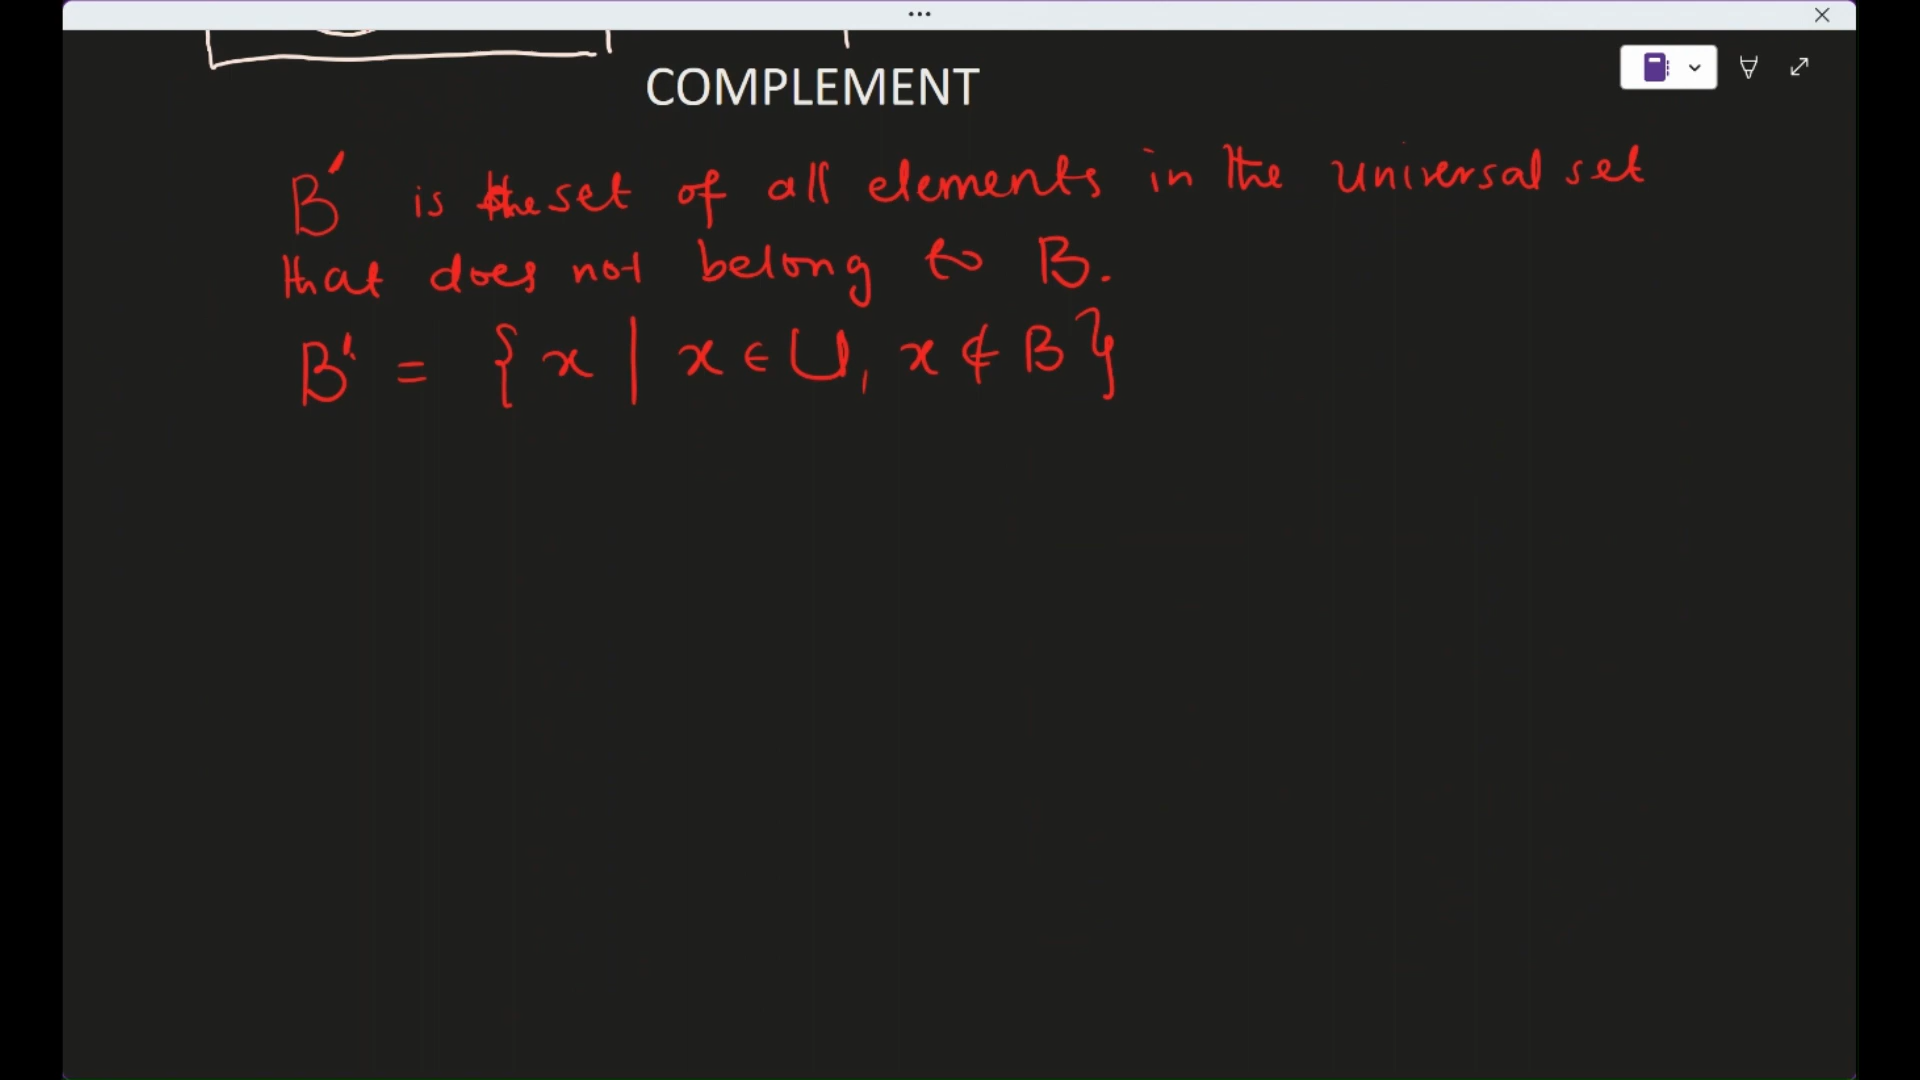 COMPLEMENT
B' is the set of all elements in the universal set
that does not belong to B.
B' = { x | x ∈ U, x ∉ B }